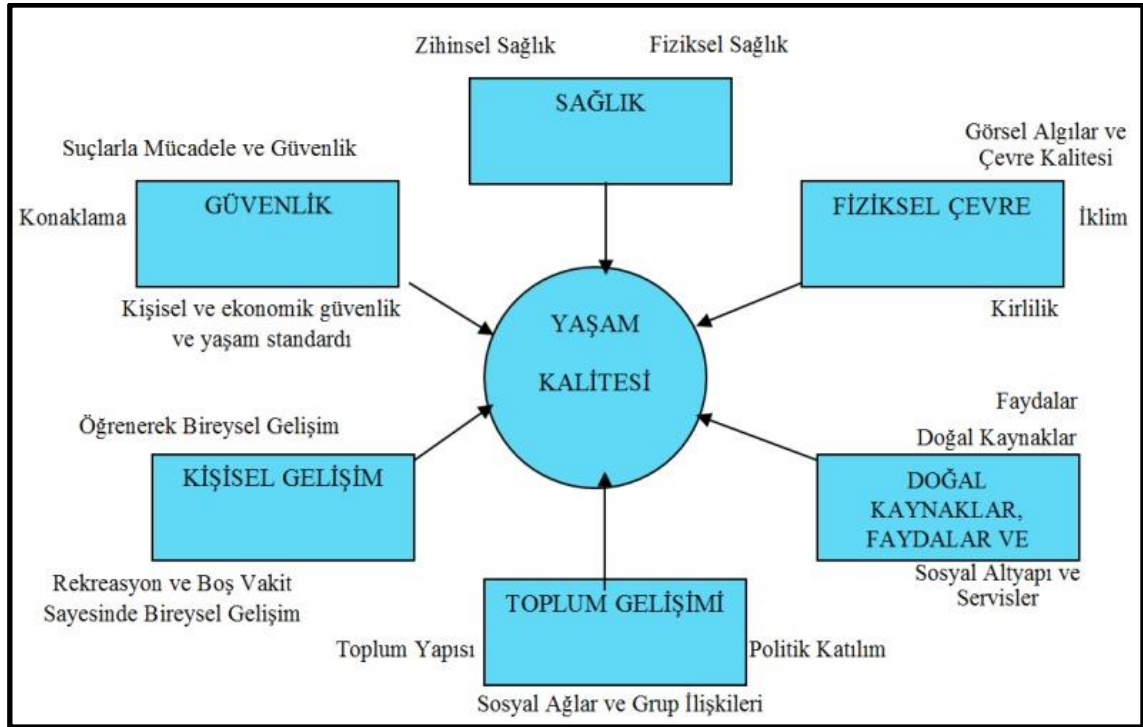 Zihinsel Sağlık
Fiziksel Sağlık
SAĞLIK
Suçlarla Mücadele ve Güvenlik
Konaklama
GÜVENLİK
Kişisel ve ekonomik güvenlik
ve yaşam standardı
Görsel Algılar ve
Çevre Kalitesi
FİZİKSEL ÇEVRE
İklim
Kirlilik
YAŞAM
KALİTESİ
Öğrenerek Bireysel Gelişim
KİŞİSEL GELİŞİM
Rekreasyon ve Boş Vakit
Sayesinde Bireysel Gelişim
Faydalar
Doğal Kaynaklar
DOĞAL
KAYNAKLAR,
FAYDALAR VE
Sosyal Altyapı ve
Servisler
TOPLUM GELİŞİMİ
Toplum Yapısı
Politik Katılım
Sosyal Ağlar ve Grup İlişkileri